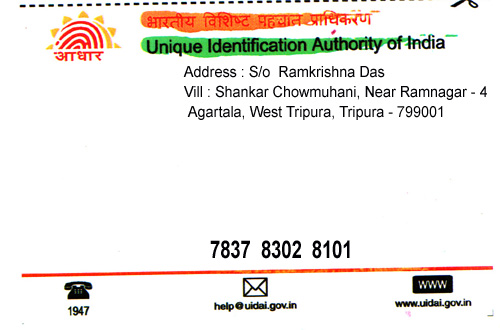 भारतीय विशिष्ट पहचान प्राधिकरण
Unique Identification Authority of India
आधार
Address : S/o Ramkrishna Das
Vill : Shankar Chowmuhani, Near Ramnagar - 4
Agartala, West Tripura, Tripura - 799001
7837 8302 8101
1947
help@uidai.gov.in
www
www.uidai.gov.in